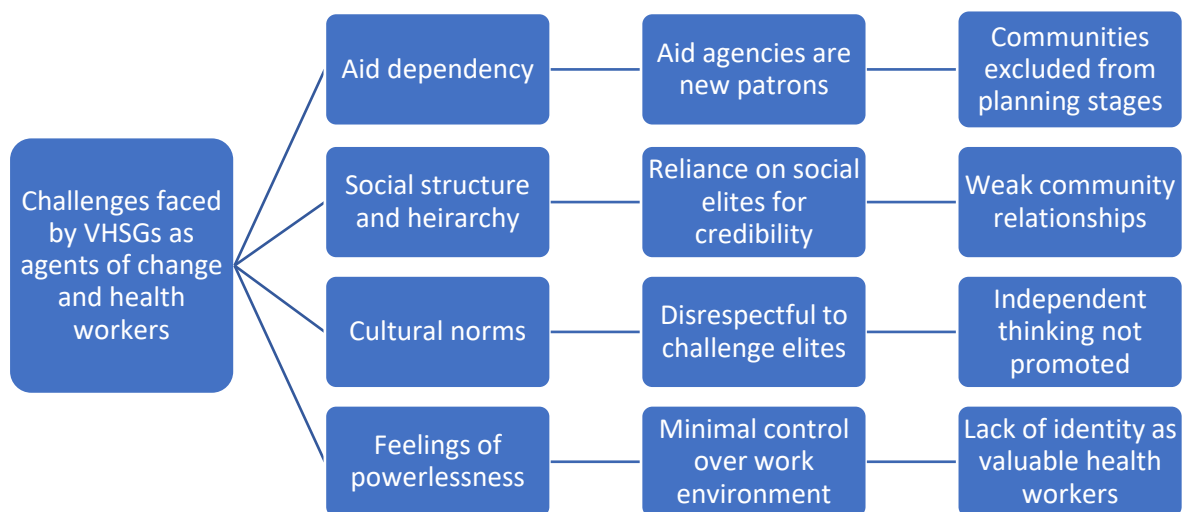 Challenges faced
by VHSGs as
agents of change
and health
workers
Aid dependency
Aid agencies are
new patrons
Communities
excluded from
planning stages
Social structure
and heirarchy
Reliance on social
elites for
credibility
Weak community
relationships
Cultural norms
Disrespectful to
challenge elites
Independent
thinking not
promoted
Feelings of
powerlessness
Minimal control
over work
environment
Lack of identity as
valuable health
workers